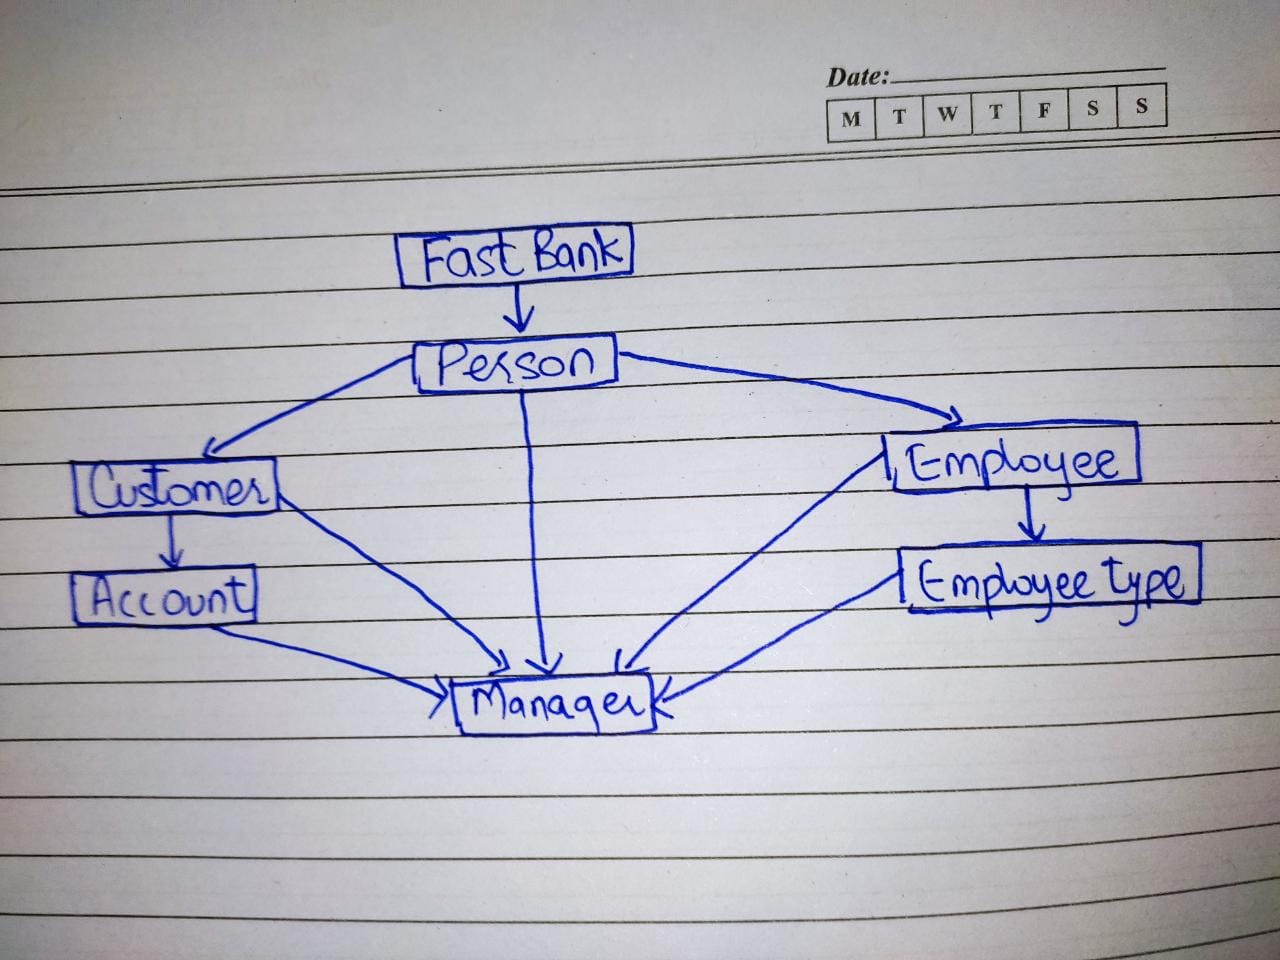 Date:
M T W T F S S
Fast Bank
Person
Employee
Customer
Employee type
Account
Manager